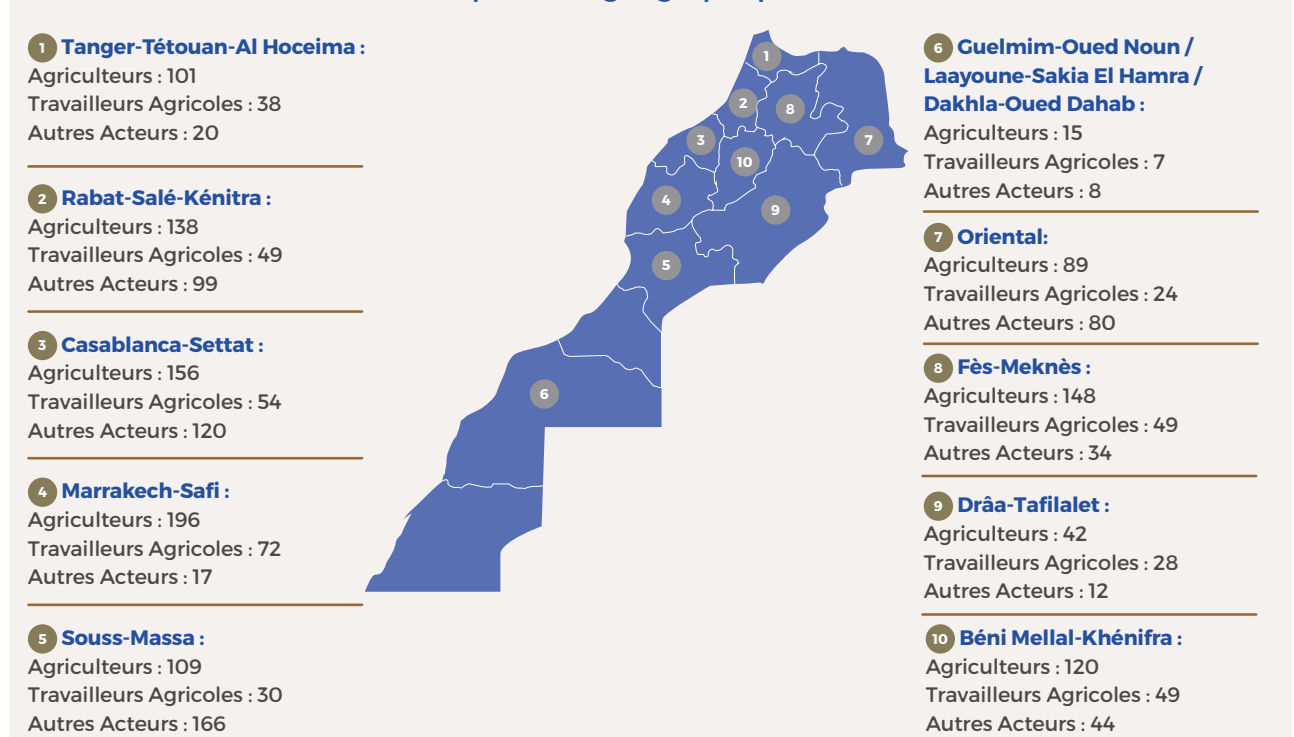 1 Tanger-Tétouan-Al Hoceima :
Agriculteurs : 101
Travailleurs Agricoles : 38
Autres Acteurs : 20
2 Rabat-Salé-Kénitra :
Agriculteurs : 138
Travailleurs Agricoles : 49
Autres Acteurs : 99
3 Casablanca-Settat :
Agriculteurs : 156
Travailleurs Agricoles : 54
Autres Acteurs : 120
4 Marrakech-Safi :
Agriculteurs : 196
Travailleurs Agricoles : 72
Autres Acteurs : 17
5 Souss-Massa :
Agriculteurs : 109
Travailleurs Agricoles : 30
Autres Acteurs : 166
1
2
8
3
7
10
4
9
5
6
6 Guelmim-Oued Noun /
Laayoune-Sakia El Hamra /
Dakhla-Oued Dahab :
Agriculteurs : 15
Travailleurs Agricoles : 7
Autres Acteurs : 8
7 Oriental:
Agriculteurs : 89
Travailleurs Agricoles : 24
Autres Acteurs : 80
8 Fès-Meknès :
Agriculteurs : 148
Travailleurs Agricoles : 49
Autres Acteurs : 34
9 Drâa-Tafilalet :
Agriculteurs : 42
Travailleurs Agricoles : 28
Autres Acteurs : 12
10 Béni Mellal-Khénifra :
Agriculteurs : 120
Travailleurs Agricoles : 49
Autres Acteurs : 44